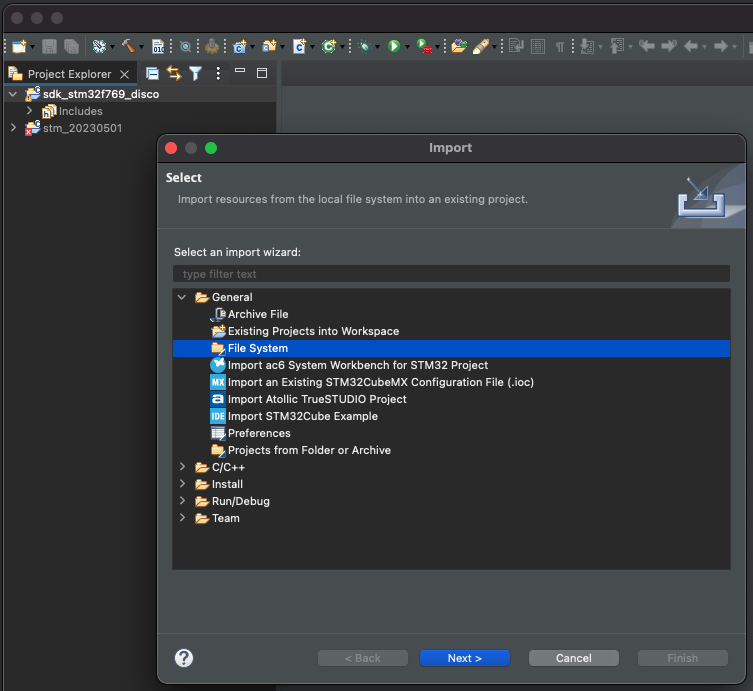 Project Explorer
sdk_stm32f769_disco
Includes
stm_20230501
Import
Select
Import resources from the local file system into an existing project.
Select an import wizard:
type filter text
General
Archive File
Existing Projects into Workspace
File System
Import ac6 System Workbench for STM32 Project
MX Import an Existing STM32CubeMX Configuration File (.ioc)
Import Atollic TrueSTUDIO Project
IDE Import STM32Cube Example
Preferences
Projects from Folder or Archive
C/C++
Install
Run/Debug
Team
? < Back Next > Cancel Finish